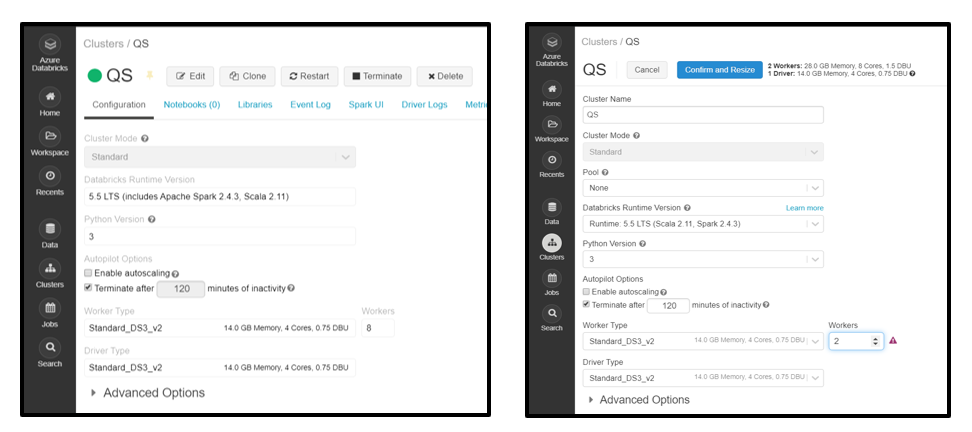 Azure
Databricks
Home
Workspace
Recents
Data
Clusters
Jobs
Search
Clusters / QS
QS
Edit
Clone
Restart
Terminate
Delete
Configuration
Notebooks (0)
Libraries
Event Log
Spark UI
Driver Logs
Metric
Cluster Mode
Standard
Databricks Runtime Version
5.5 LTS (includes Apache Spark 2.4.3, Scala 2.11)
Python Version
3
Autopilot Options
Enable autoscaling
Terminate after 120 minutes of inactivity
Worker Type Workers
Standard_DS3_v2 14.0 GB Memory, 4 Cores, 0.75 DBU 8
Driver Type
Standard_DS3_v2 14.0 GB Memory, 4 Cores, 0.75 DBU
Advanced Options
Azure
Databricks
Home
Workspace
Recents
Data
Clusters
Jobs
Search
Clusters / QS
QS
Cancel
Confirm and Resize
2 Workers: 28.0 GB Memory, 8 Cores, 1.5 DBU
1 Driver: 14.0 GB Memory, 4 Cores, 0.75 DBU
Cluster Name
QS
Cluster Mode
Standard
Pool
None
Databricks Runtime Version Learn more
Runtime: 5.5 LTS (Scala 2.11, Spark 2.4.3)
Python Version
3
Autopilot Options
Enable autoscaling
Terminate after 120 minutes of inactivity
Worker Type Workers
Standard_DS3_v2 14.0 GB Memory, 4 Cores, 0.75 DBU 2
Driver Type
Standard_DS3_v2 14.0 GB Memory, 4 Cores, 0.75 DBU
Advanced Options